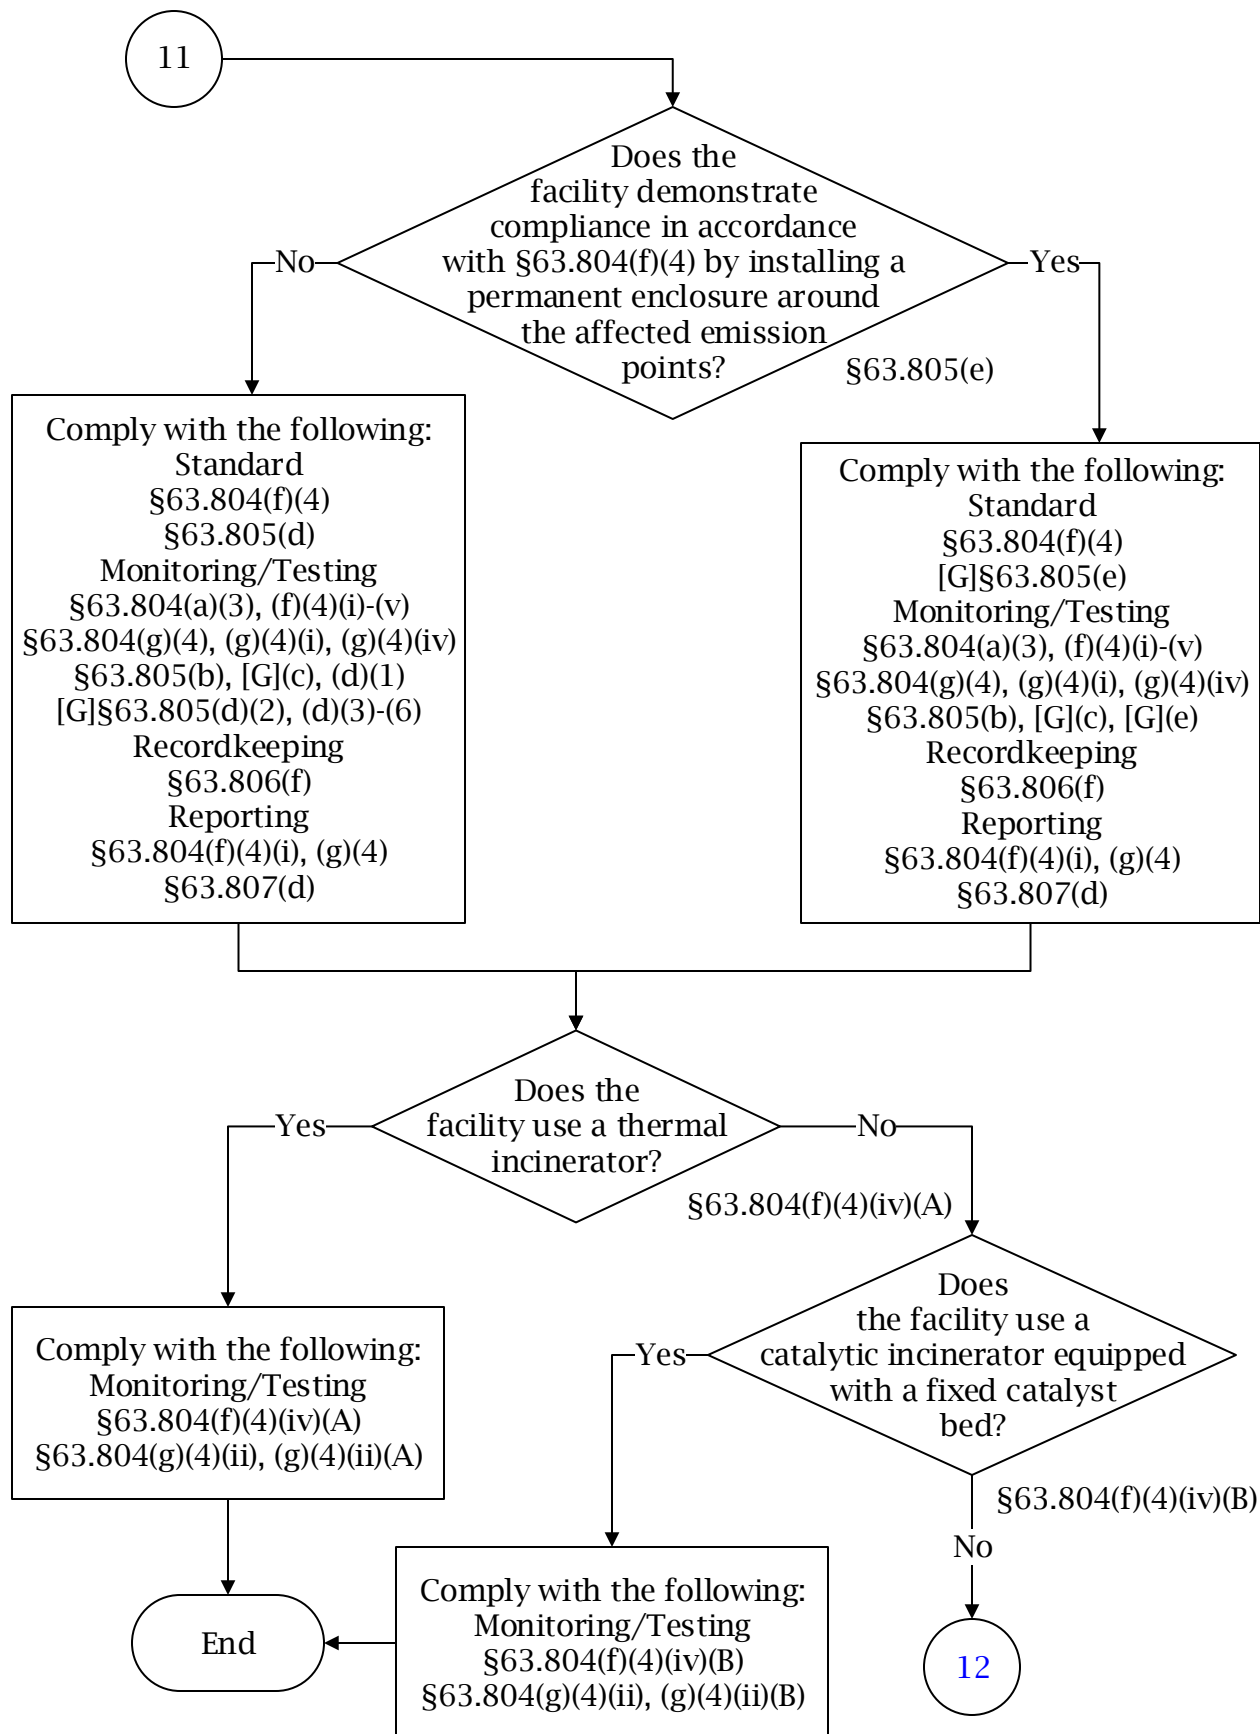 11
Does the
facility demonstrate
compliance in accordance
with §63.804(f)(4) by installing a
permanent enclosure around
the affected emission
points?
No
Yes
§63.805(e)
Comply with the following:
Standard
§63.804(f)(4)
§63.805(d)
Monitoring/Testing
§63.804(a)(3), (f)(4)(i)-(v)
§63.804(g)(4), (g)(4)(i), (g)(4)(iv)
§63.805(b), [G](c), (d)(1)
[G]§63.805(d)(2), (d)(3)-(6)
Recordkeeping
§63.806(f)
Reporting
§63.804(f)(4)(i), (g)(4)
§63.807(d)
Comply with the following:
Standard
§63.804(f)(4)
[G]§63.805(e)
Monitoring/Testing
§63.804(a)(3), (f)(4)(i)-(v)
§63.804(g)(4), (g)(4)(i), (g)(4)(iv)
§63.805(b), [G](c), [G](e)
Recordkeeping
§63.806(f)
Reporting
§63.804(f)(4)(i), (g)(4)
§63.807(d)
Does the
facility use a thermal
incinerator?
Yes
No
§63.804(f)(4)(iv)(A)
Comply with the following:
Monitoring/Testing
§63.804(f)(4)(iv)(A)
§63.804(g)(4)(ii), (g)(4)(ii)(A)
Does
the facility use a
catalytic incinerator equipped
with a fixed catalyst
bed?
Yes
§63.804(f)(4)(iv)(B)
No
Comply with the following:
Monitoring/Testing
§63.804(f)(4)(iv)(B)
§63.804(g)(4)(ii), (g)(4)(ii)(B)
End
12